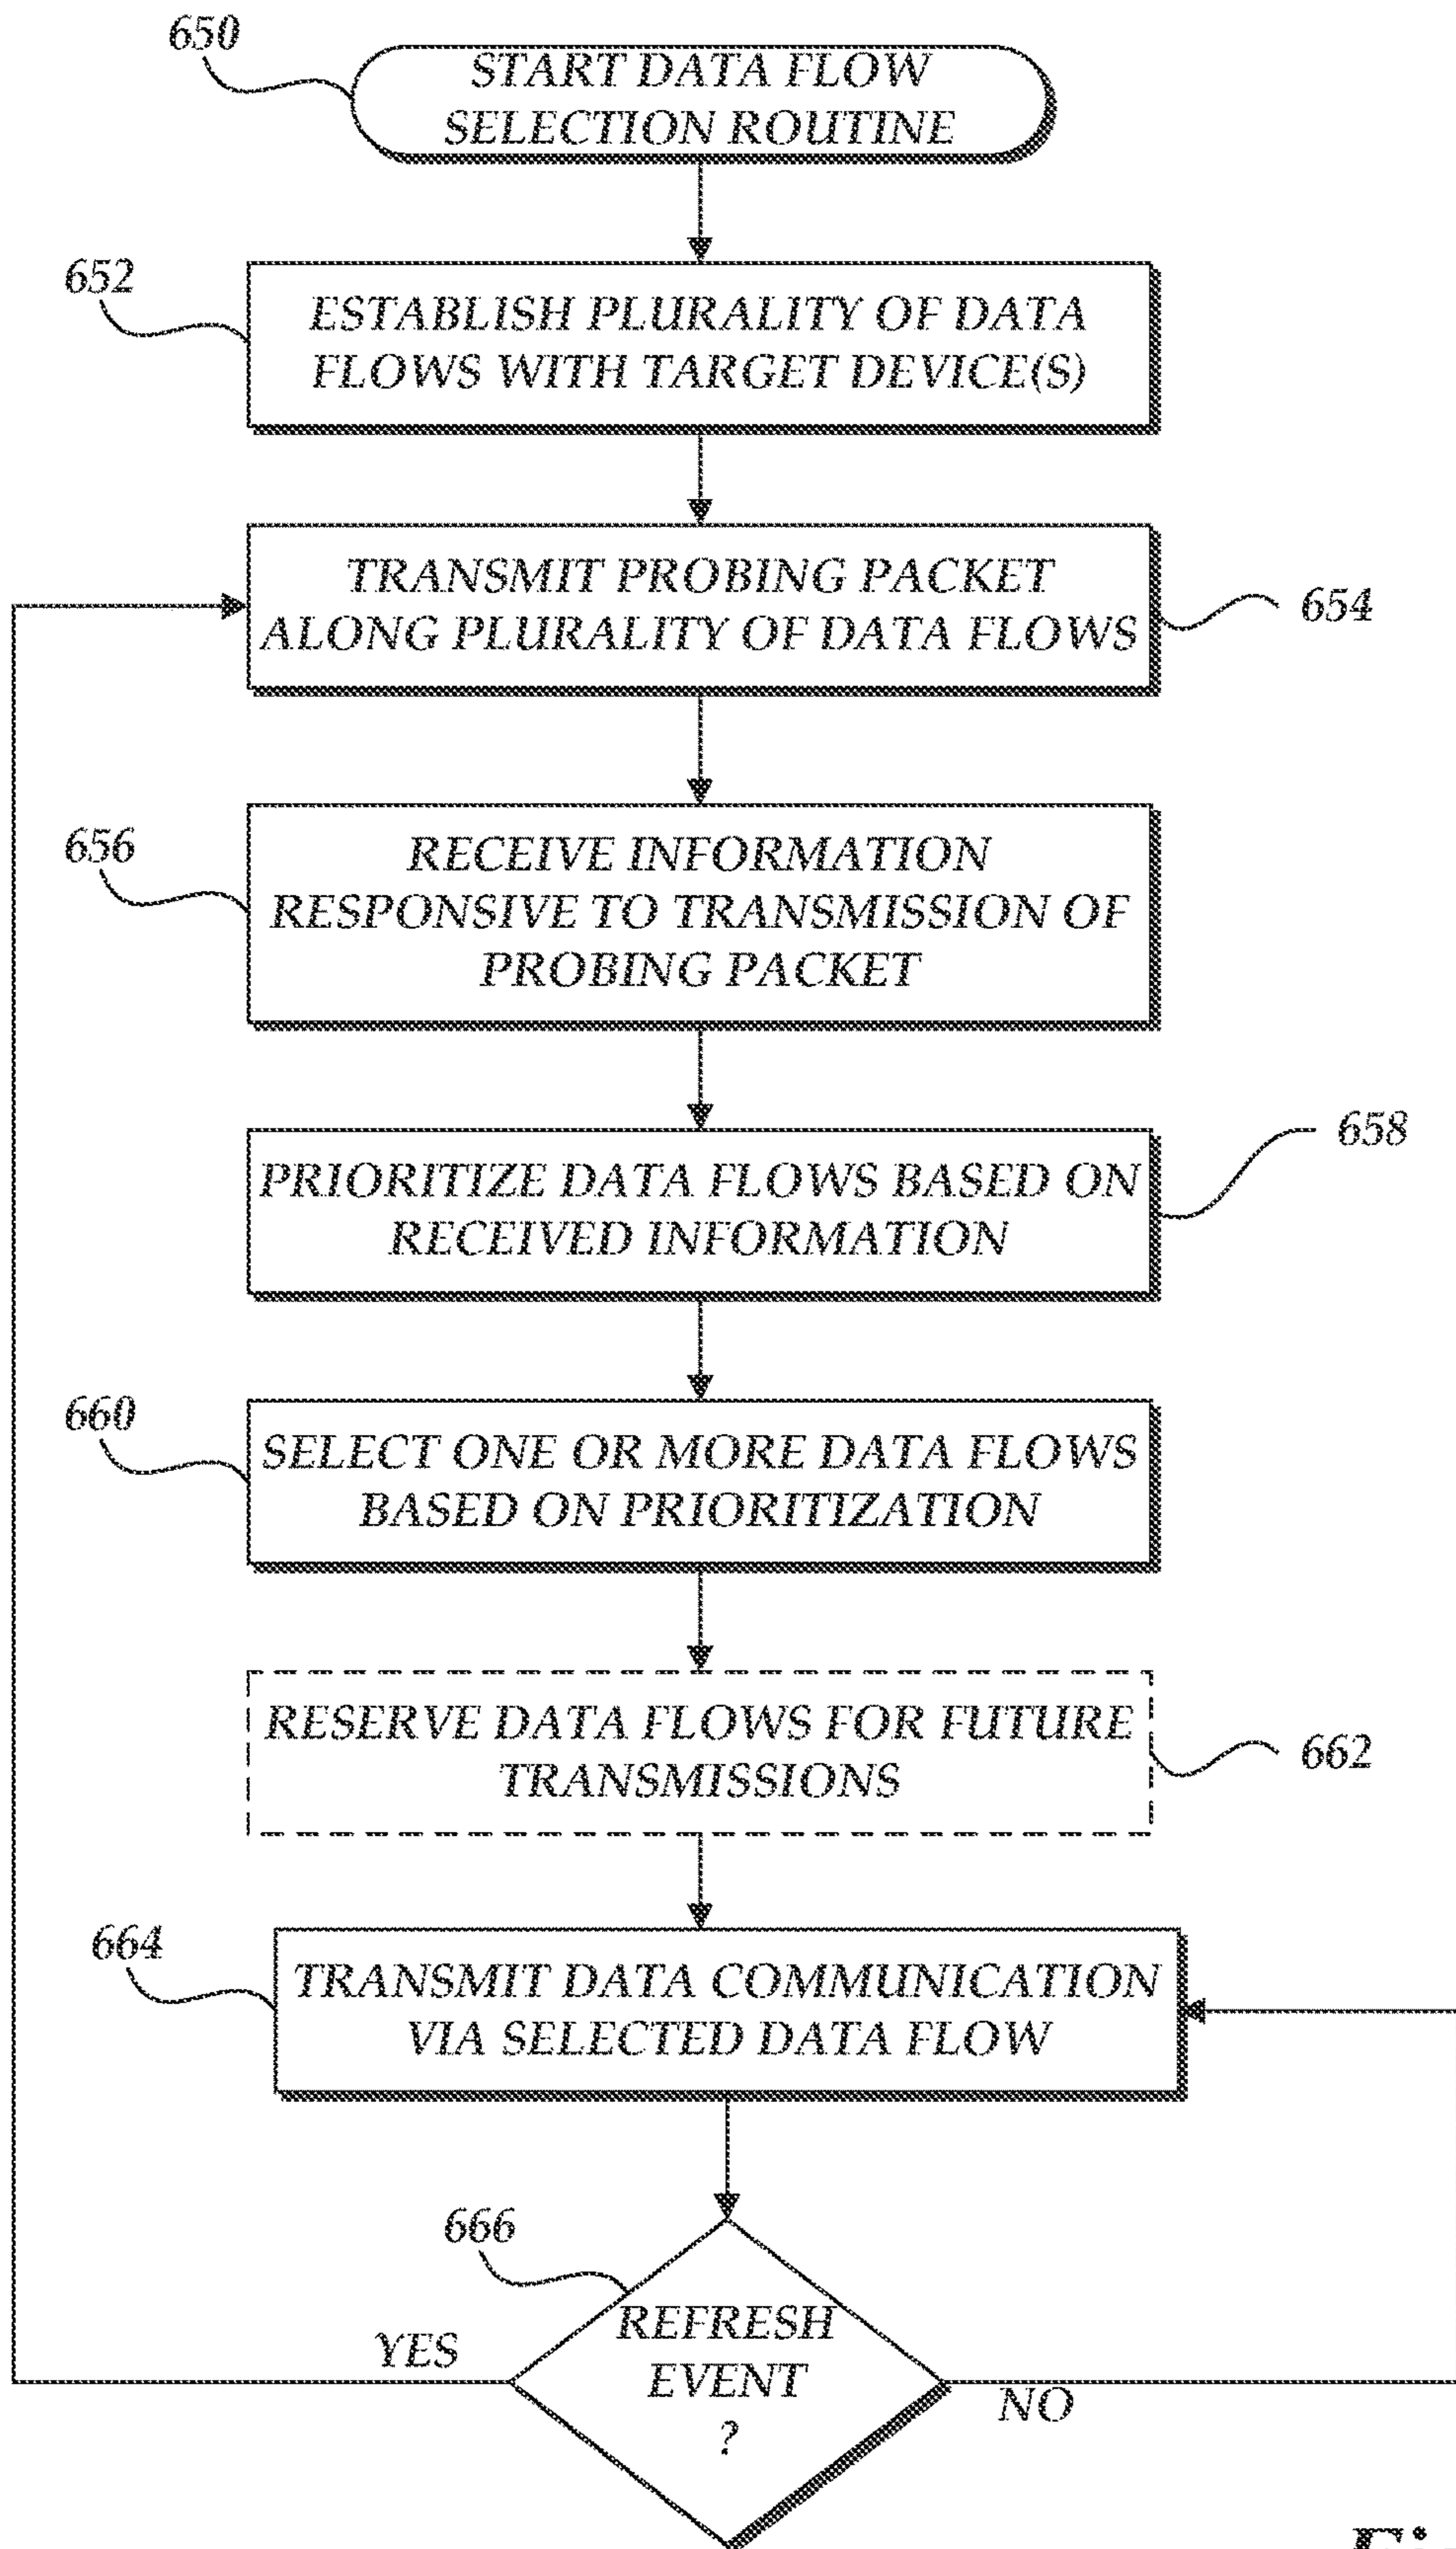 650
START DATA FLOW
SELECTION ROUTINE
652
ESTABLISH PLURALITY OF DATA
FLOWS WITH TARGET DEVICE(S)
TRANSMIT PROBING PACKET
ALONG PLURALITY OF DATA FLOWS
654
656
RECEIVE INFORMATION
RESPONSIVE TO TRANSMISSION OF
PROBING PACKET
658
PRIORITIZE DATA FLOWS BASED ON
RECEIVED INFORMATION
660
SELECT ONE OR MORE DATA FLOWS
BASED ON PRIORITIZATION
RESERVE DATA FLOWS FOR FUTURE
TRANSMISSIONS
662
664
TRANSMIT DATA COMMUNICATION
VIA SELECTED DATA FLOW
666
REFRESH
EVENT
?
YES
NO